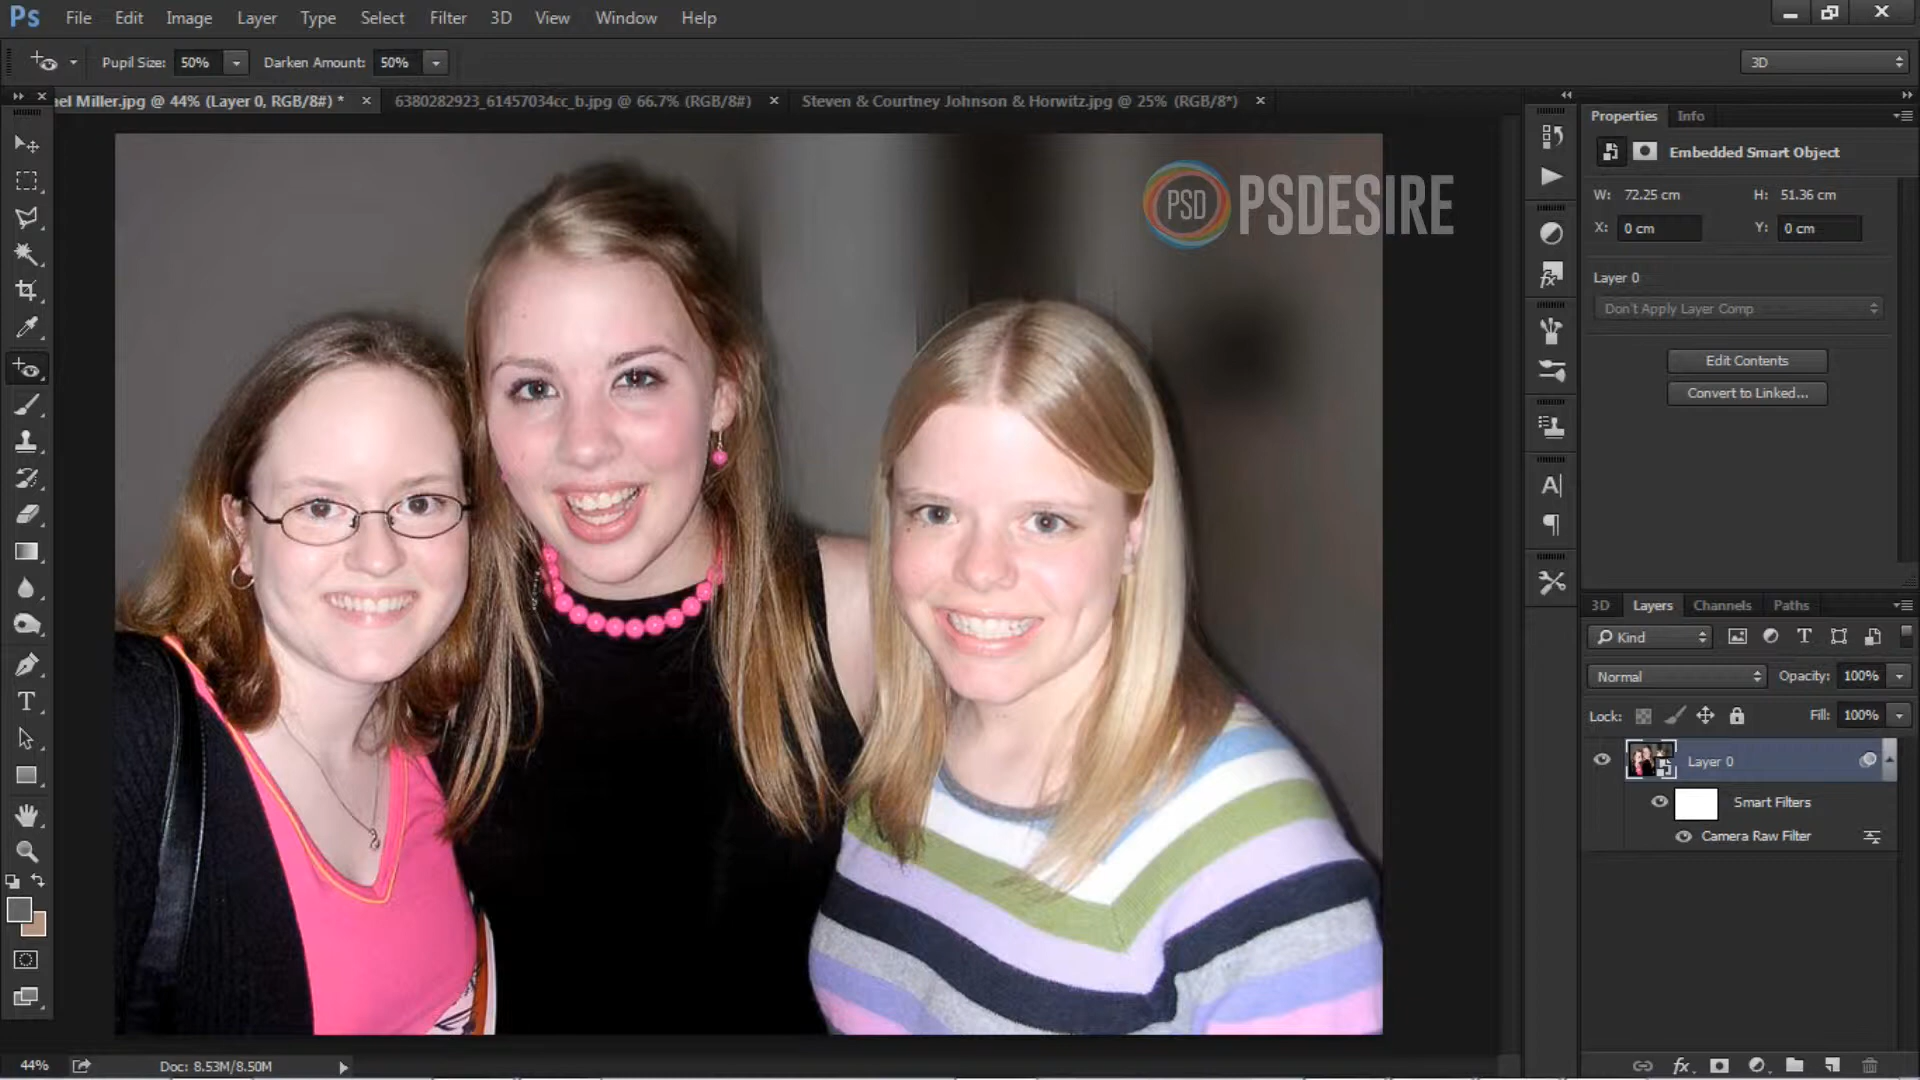 Ps File Edit Image Layer Type Select Filter 3D View Window Help
Pupil Size: 50% Darken Amount: 50% 3D
ael Miller.jpg @ 44% (Layer 0, RGB/8#) * × 6380282923_61457034cc_b.jpg @ 66.7% (RGB/8#) × Steven & Courtney Johnson & Horwitz.jpg @ 25% (RGB/8*) ×
Properties Info
Embedded Smart Object
W: 72.25 cm H: 51.36 cm
X: 0 cm Y: 0 cm
Layer 0
Don't Apply Layer Comp
Edit Contents
Convert to Linked...
PSD PSDESIRE
3D Layers Channels Paths
Kind
Normal Opacity: 100%
Lock: Fill: 100%
Layer 0
Smart Filters
Camera Raw Filter
44% Doc: 8.53M/8.50M